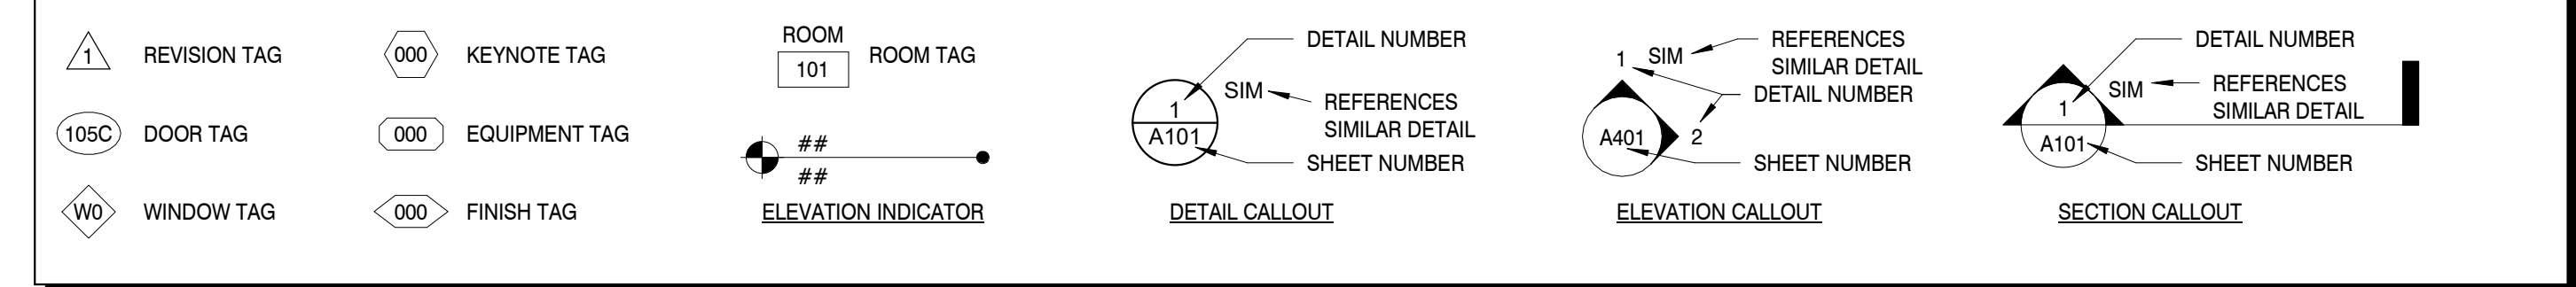 1 REVISION TAG
105C DOOR TAG
W0 WINDOW TAG
000 KEYNOTE TAG
000 EQUIPMENT TAG
000 FINISH TAG
ROOM
101
ROOM TAG
##
##
ELEVATION INDICATOR
DETAIL NUMBER
1
SIM
REFERENCES
SIMILAR DETAIL
A101
SHEET NUMBER
DETAIL CALLOUT
1 SIM
REFERENCES
SIMILAR DETAIL
DETAIL NUMBER
A401 2
SHEET NUMBER
ELEVATION CALLOUT
DETAIL NUMBER
1
SIM
REFERENCES
SIMILAR DETAIL
A101
SHEET NUMBER
SECTION CALLOUT